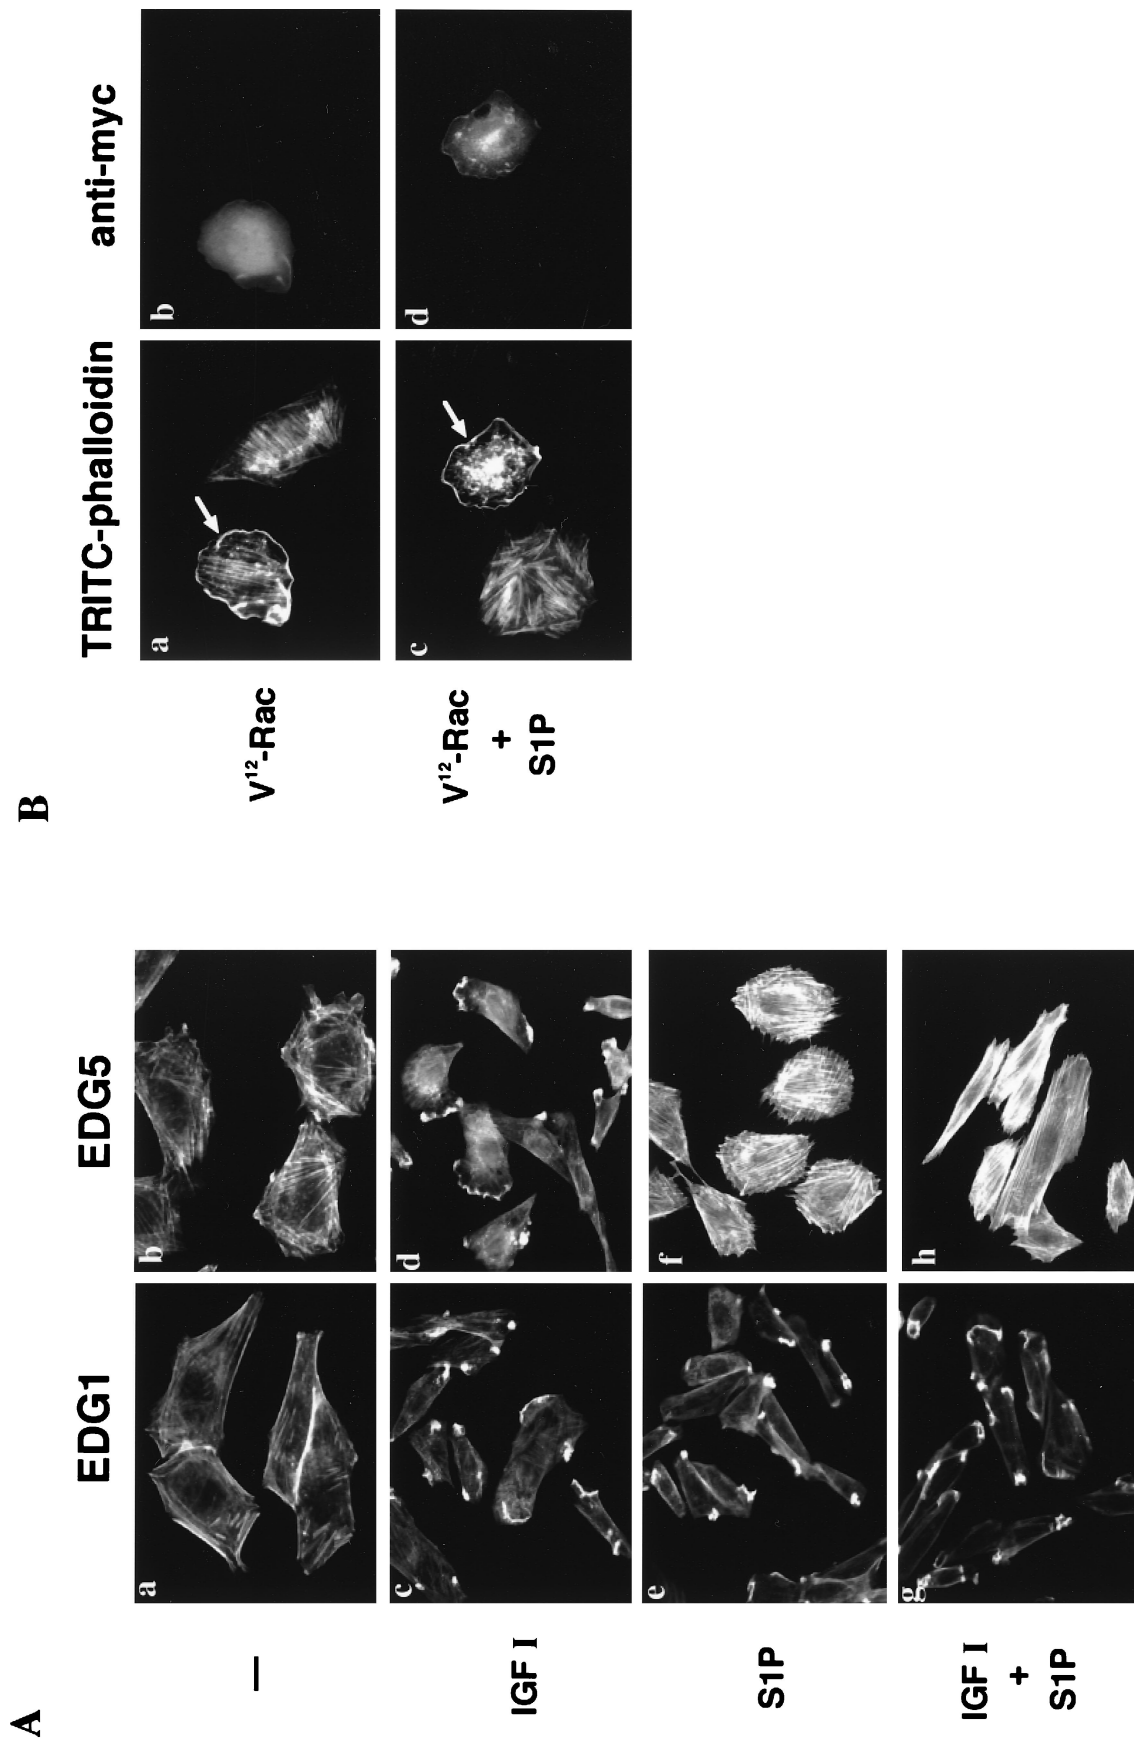 A
EDG1 EDG5
—
a b
IGF I
c d
S1P
e f
IGF I
+
S1P
g h
B
TRITC-phalloidin anti-myc
V¹²-Rac
a b
V¹²-Rac
+
S1P
c d